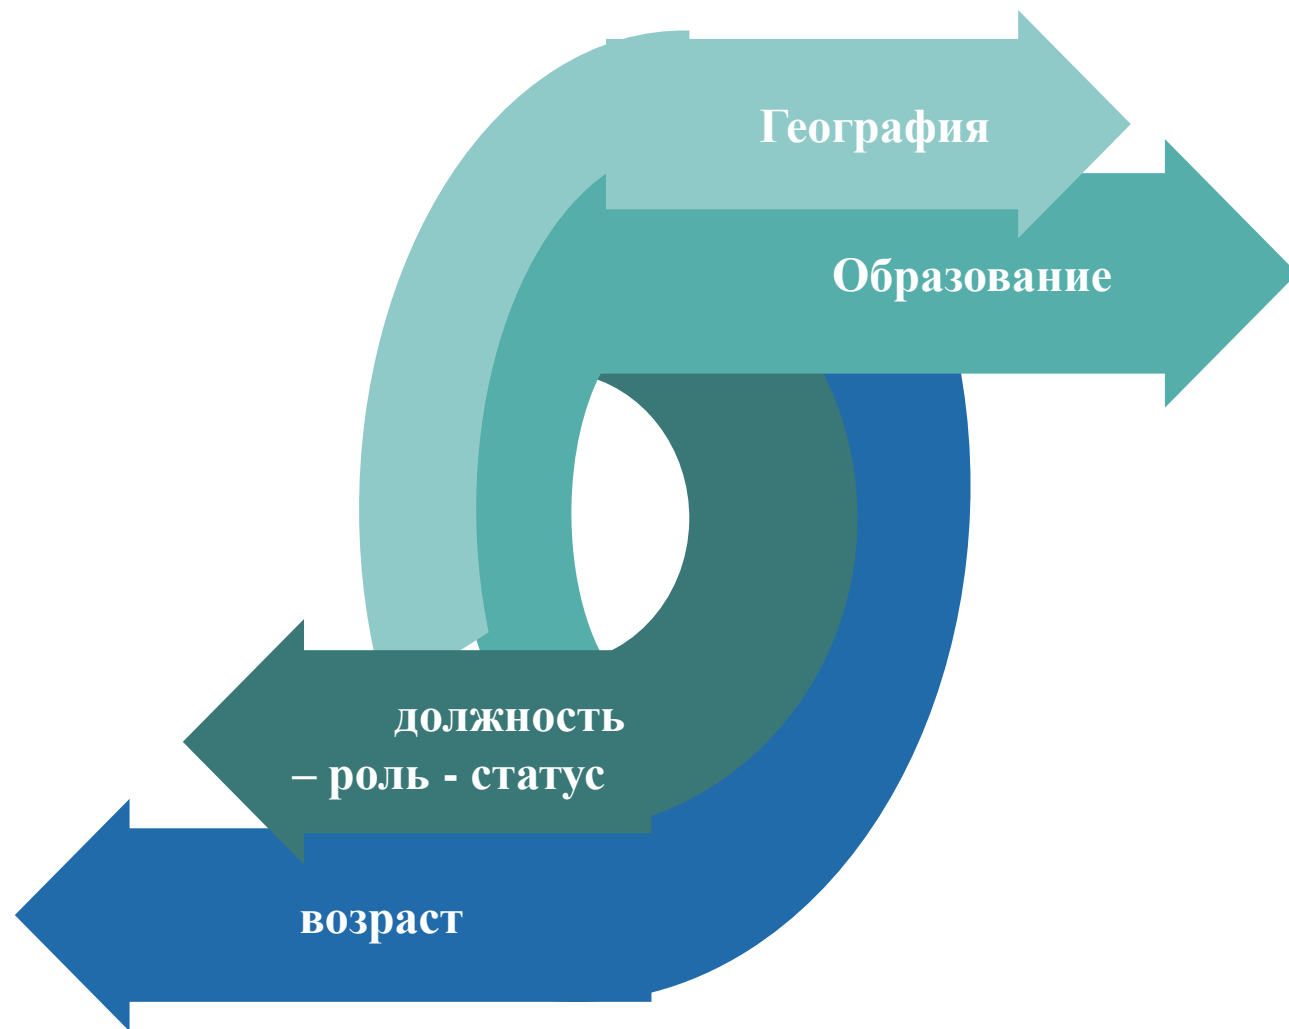 География
Образование
должность
– роль - статус
возраст